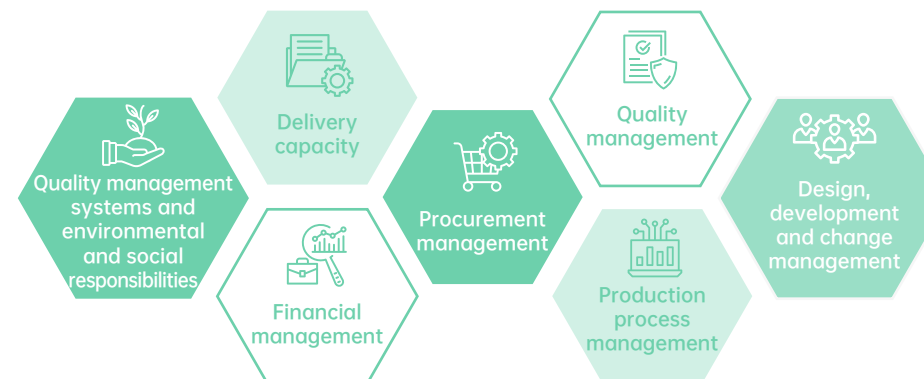 Quality management
systems and
environmental
and social
responsibilities
Delivery
capacity
Financial
management
Procurement
management
Quality
management
Production
process
management
Design,
development
and change
management